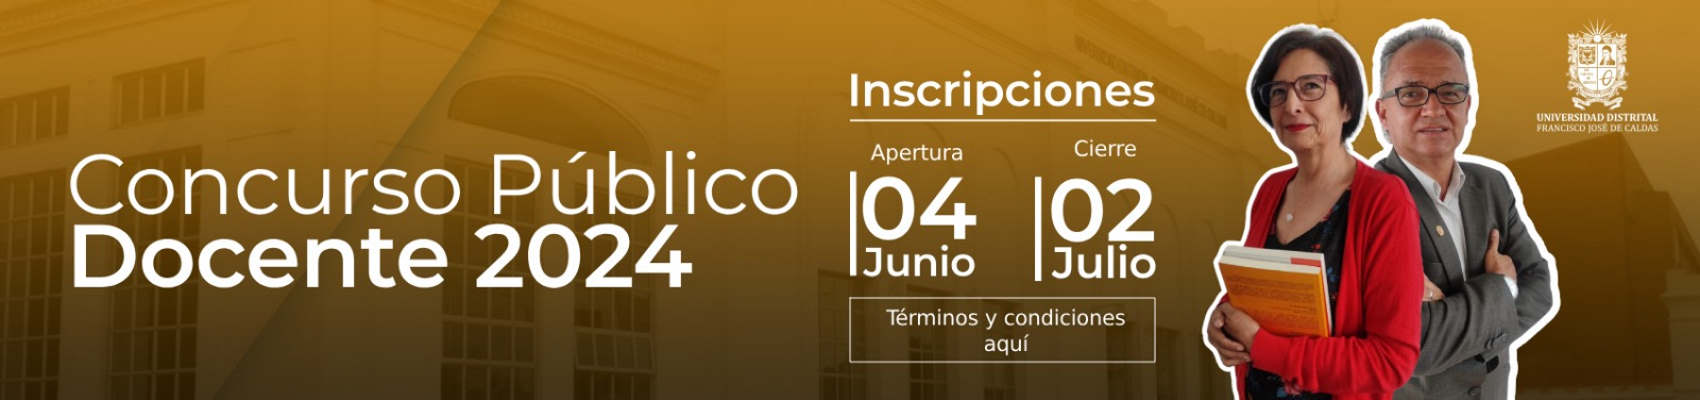 Concurso Público
Docente 2024
Inscripciones
Apertura
04
Junio
Cierre
02
Julio
Términos y condiciones
aquí
UNIVERSIDAD DISTRITAL
FRANCISCO JOSÉ DE CALDAS